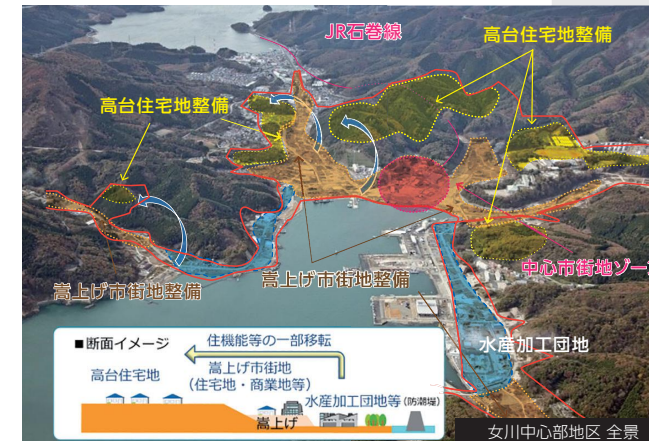 JR石巻線
高台住宅地整備
高台住宅地整備
嵩上げ市街地整備
嵩上げ市街地整備
中心市街地ゾーン
水産加工団地
■断面イメージ
住機能等の一部移転
高台住宅地
嵩上げ市街地
(住宅地・商業地等)
水産加工団地等(防潮堤)
嵩上げ
女川中心部地区 全景